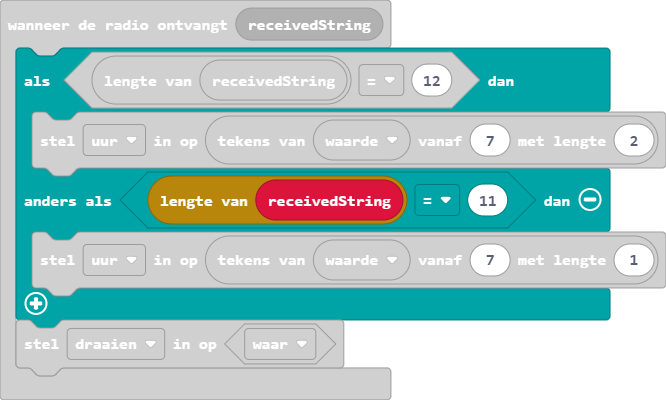 wanneer de radio ontvangt receivedString
als lengte van receivedString = 12 dan
stel uur in op tekens van waarde vanaf 7 met lengte 2
anders als lengte van receivedString = 11 dan
stel uur in op tekens van waarde vanaf 7 met lengte 1
stel draaien in op waar